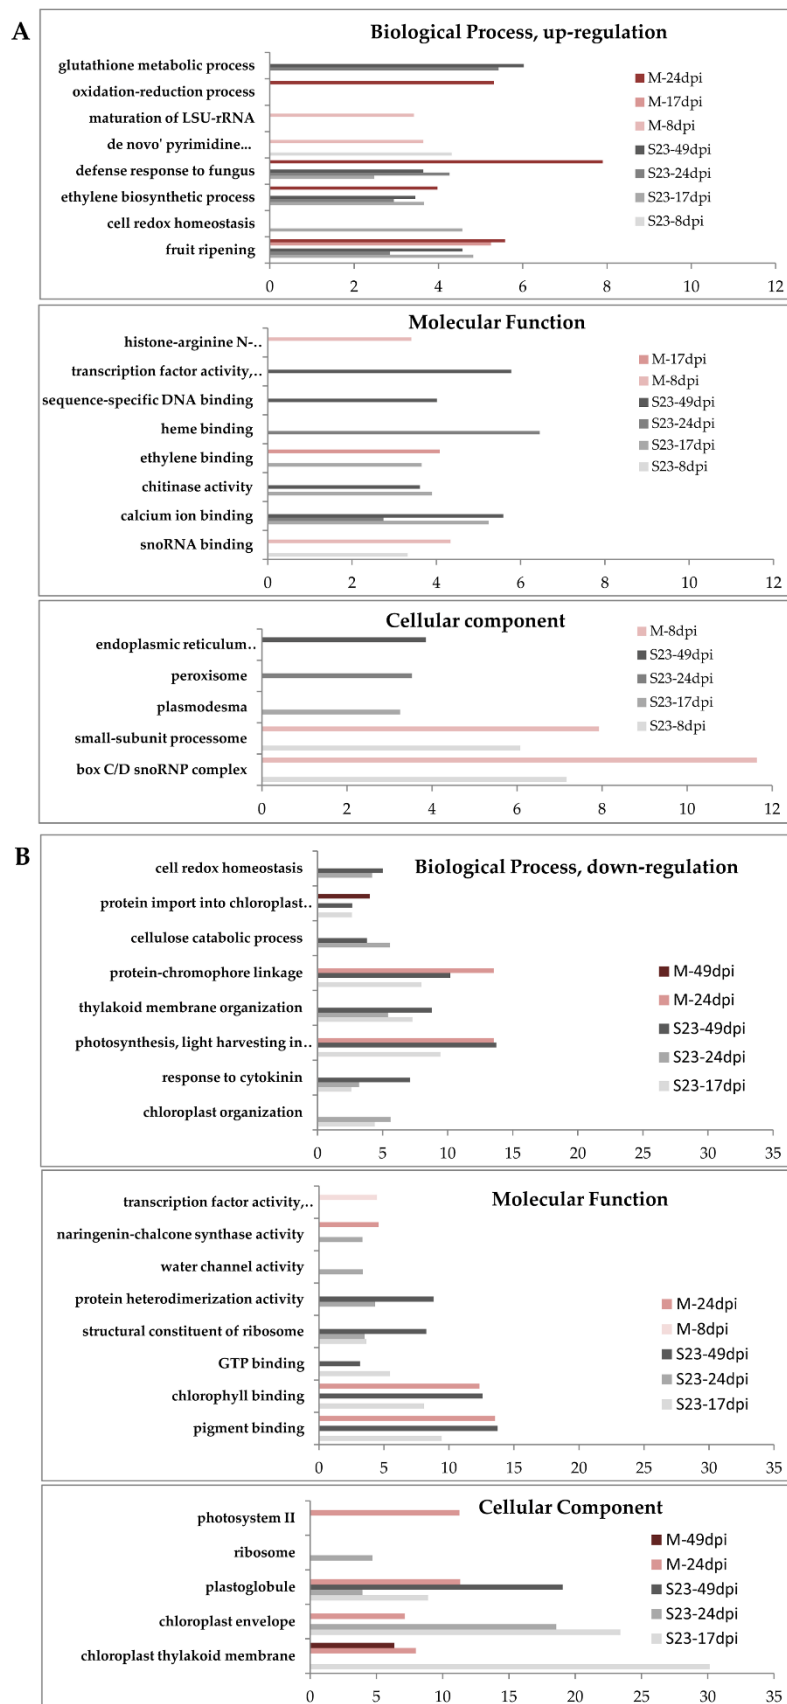 A
Biological Process, up-regulation
glutathione metabolic process
oxidation-reduction process
maturation of LSU-rRNA
de novo' pyrimidine...
defense response to fungus
ethylene biosynthetic process
cell redox homeostasis
fruit ripening
M-24dpi
M-17dpi
M-8dpi
S23-49dpi
S23-24dpi
S23-17dpi
S23-8dpi
0 2 4 6 8 10 12
Molecular Function
histone-arginine N-..
transcription factor activity,..
sequence-specific DNA binding
heme binding
ethylene binding
chitinase activity
calcium ion binding
snoRNA binding
M-17dpi
M-8dpi
S23-49dpi
S23-24dpi
S23-17dpi
S23-8dpi
0 2 4 6 8 10 12
Cellular component
endoplasmic reticulum..
peroxisome
plasmodesma
small-subunit processome
box C/D snoRNP complex
M-8dpi
S23-49dpi
S23-24dpi
S23-17dpi
S23-8dpi
0 2 4 6 8 10 12
B
Biological Process, down-regulation
cell redox homeostasis
protein import into chloroplast..
cellulose catabolic process
protein-chromophore linkage
thylakoid membrane organization
photosynthesis, light harvesting in..
response to cytokinin
chloroplast organization
M-49dpi
M-24dpi
S23-49dpi
S23-24dpi
S23-17dpi
0 5 10 15 20 25 30 35
Molecular Function
transcription factor activity,..
naringenin-chalcone synthase activity
water channel activity
protein heterodimerization activity
structural constituent of ribosome
GTP binding
chlorophyll binding
pigment binding
M-24dpi
M-8dpi
S23-49dpi
S23-24dpi
S23-17dpi
0 5 10 15 20 25 30 35
Cellular Component
photosystem II
ribosome
plastoglobule
chloroplast envelope
chloroplast thylakoid membrane
M-49dpi
M-24dpi
S23-49dpi
S23-24dpi
S23-17dpi
0 5 10 15 20 25 30 35